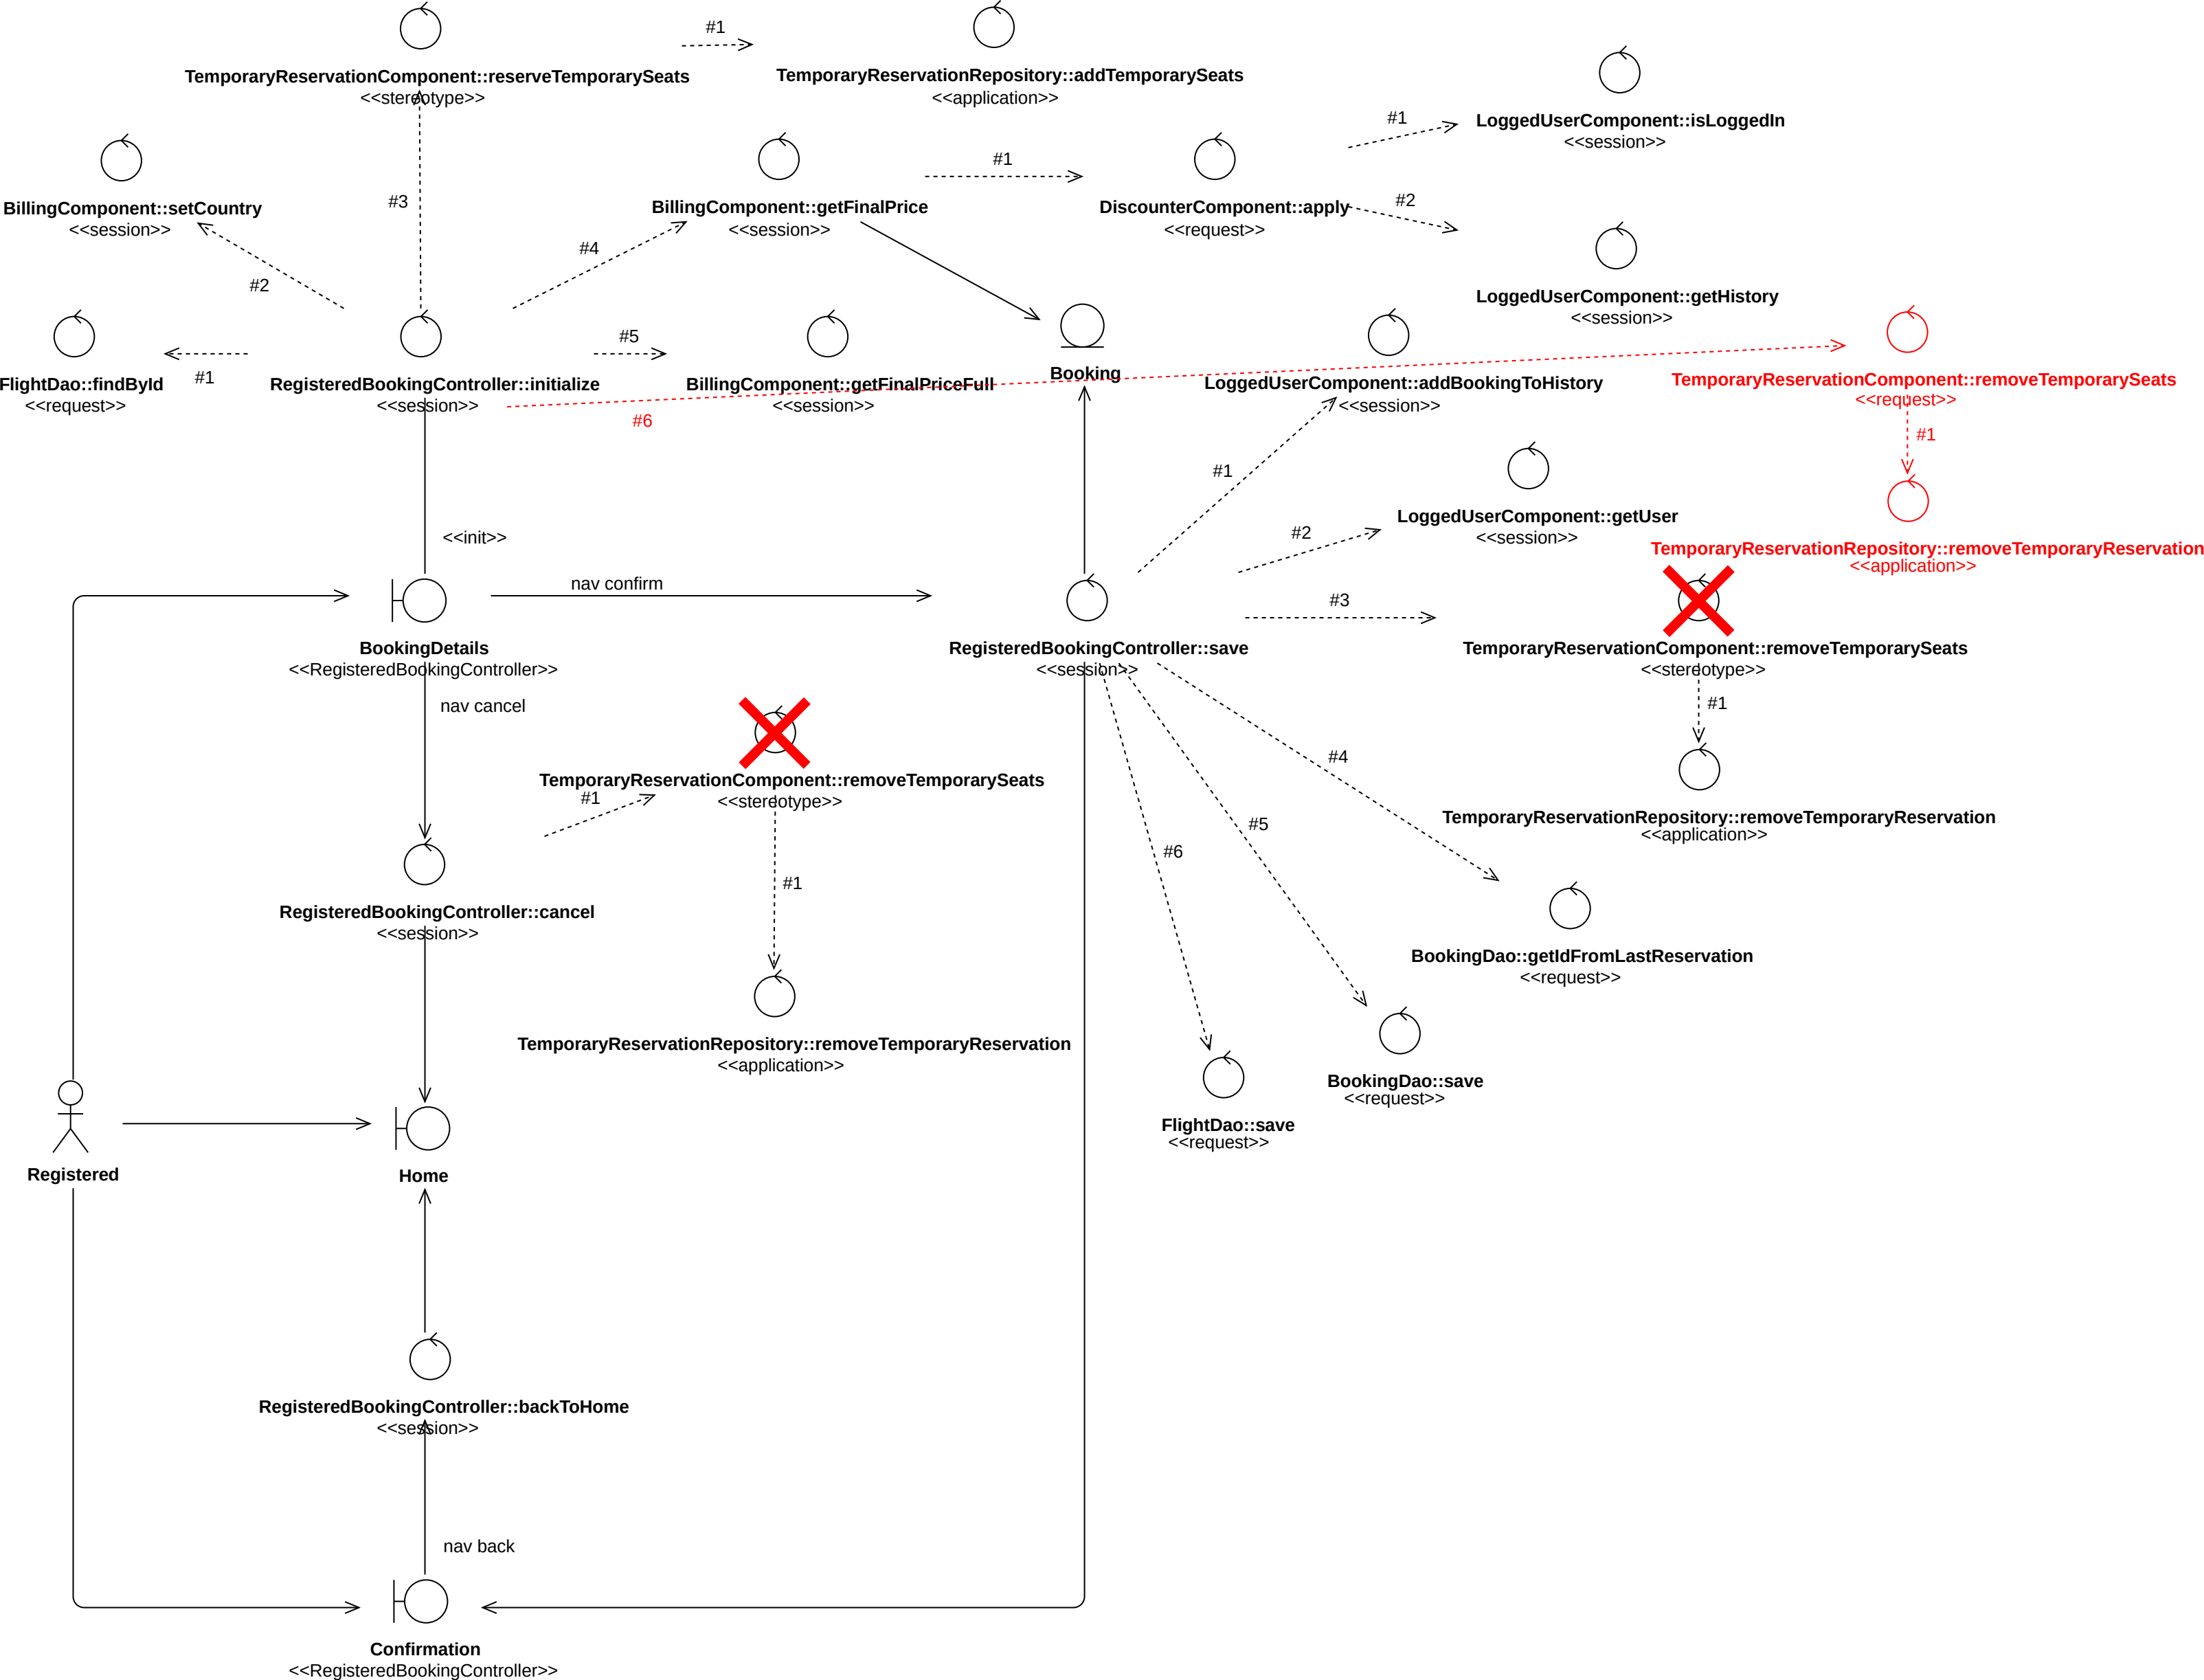 #1
TemporaryReservationComponent::reserveTemporarySeats
<<stereotype>>
TemporaryReservationRepository::addTemporarySeats
<<application>>
#1
LoggedUserComponent::isLoggedIn
<<session>>
#3
#1
#2
BillingComponent::setCountry
<<session>>
BillingComponent::getFinalPrice
<<session>>
DiscounterComponent::apply
<<request>>
#4
#2
LoggedUserComponent::getHistory
<<session>>
#5
#1
FlightDao::findById
<<request>>
RegisteredBookingController::initialize
<<session>>
BillingComponent::getFinalPriceFull
<<session>>
Booking
LoggedUserComponent::addBookingToHistory
<<session>>
TemporaryReservationComponent::removeTemporarySeats
<<request>>
#6
#1
#1
LoggedUserComponent::getUser
<<session>>
<<init>>
#2
TemporaryReservationRepository::removeTemporaryReservation
<<application>>
nav confirm
#3
BookingDetails
<<RegisteredBookingController>>
RegisteredBookingController::save
<<session>>
TemporaryReservationComponent::removeTemporarySeats
<<stereotype>>
nav cancel
#1
#4
TemporaryReservationComponent::removeTemporarySeats
<<stereotype>>
#1
TemporaryReservationRepository::removeTemporaryReservation
<<application>>
#5
#6
#1
RegisteredBookingController::cancel
<<session>>
BookingDao::getIdFromLastReservation
<<request>>
TemporaryReservationRepository::removeTemporaryReservation
<<application>>
BookingDao::save
<<request>>
FlightDao::save
<<request>>
Registered
Home
RegisteredBookingController::backToHome
<<session>>
nav back
Confirmation
<<RegisteredBookingController>>